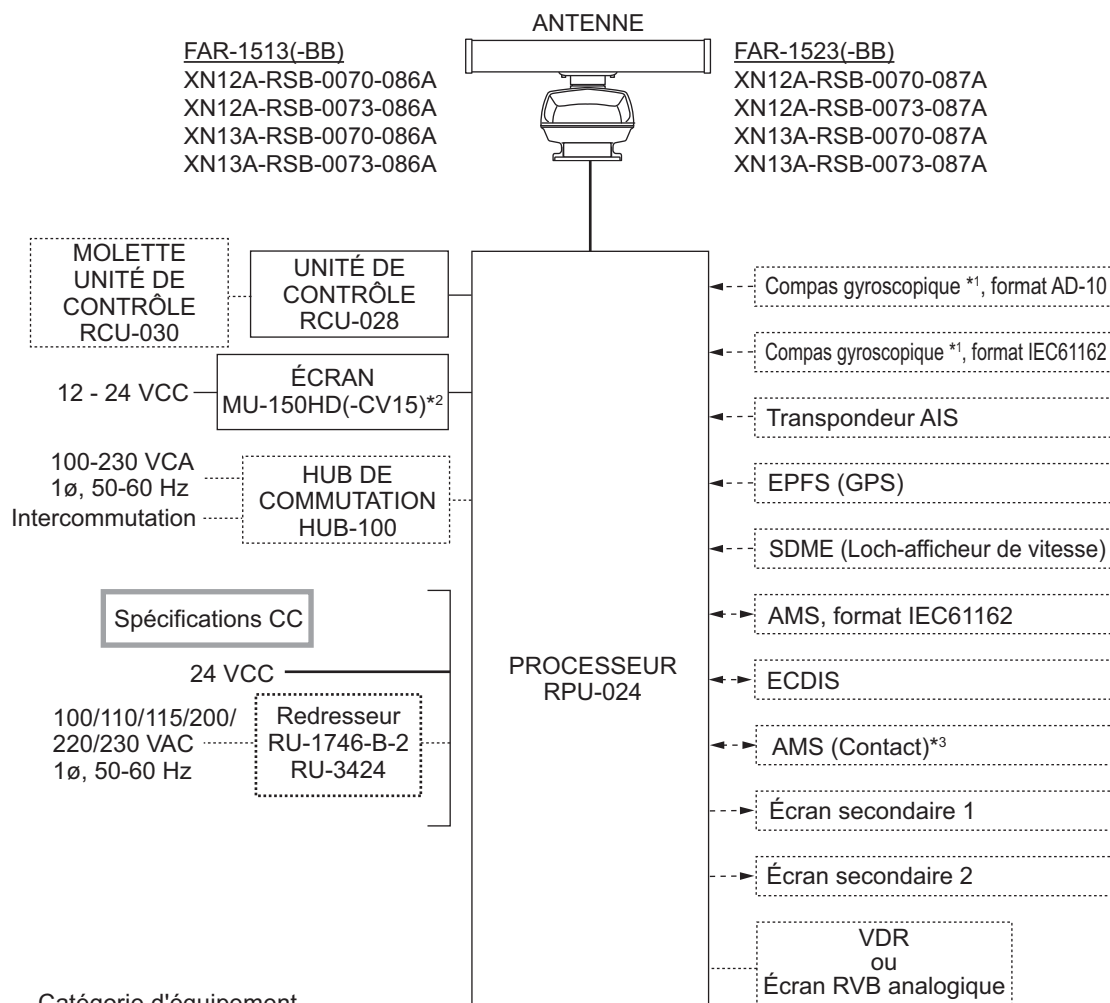 ANTENNE
FAR-1513(-BB)
XN12A-RSB-0070-086A
XN12A-RSB-0073-086A
XN13A-RSB-0070-086A
XN13A-RSB-0073-086A
FAR-1523(-BB)
XN12A-RSB-0070-087A
XN12A-RSB-0073-087A
XN13A-RSB-0070-087A
XN13A-RSB-0073-087A
MOLETTE
UNITÉ DE
CONTRÔLE
RCU-030
UNITÉ DE
CONTRÔLE
RCU-028
12 - 24 VCC
ÉCRAN
MU-150HD(-CV15)*2
100-230 VCA
1ø, 50-60 Hz
Intercommutation
HUB DE
COMMUTATION
HUB-100
Spécifications CC
24 VCC
100/110/115/200/
220/230 VAC
1ø, 50-60 Hz
Redresseur
RU-1746-B-2
RU-3424
PROCESSEUR
RPU-024
Compas gyroscopique *1, format AD-10
Compas gyroscopique *1, format IEC61162
Transpondeur AIS
EPFS (GPS)
SDME (Loch-afficheur de vitesse)
AMS, format IEC61162
ECDIS
AMS (Contact)*3
Écran secondaire 1
Écran secondaire 2
VDR
ou
Écran RVB analogique
Catégorie d'équipement